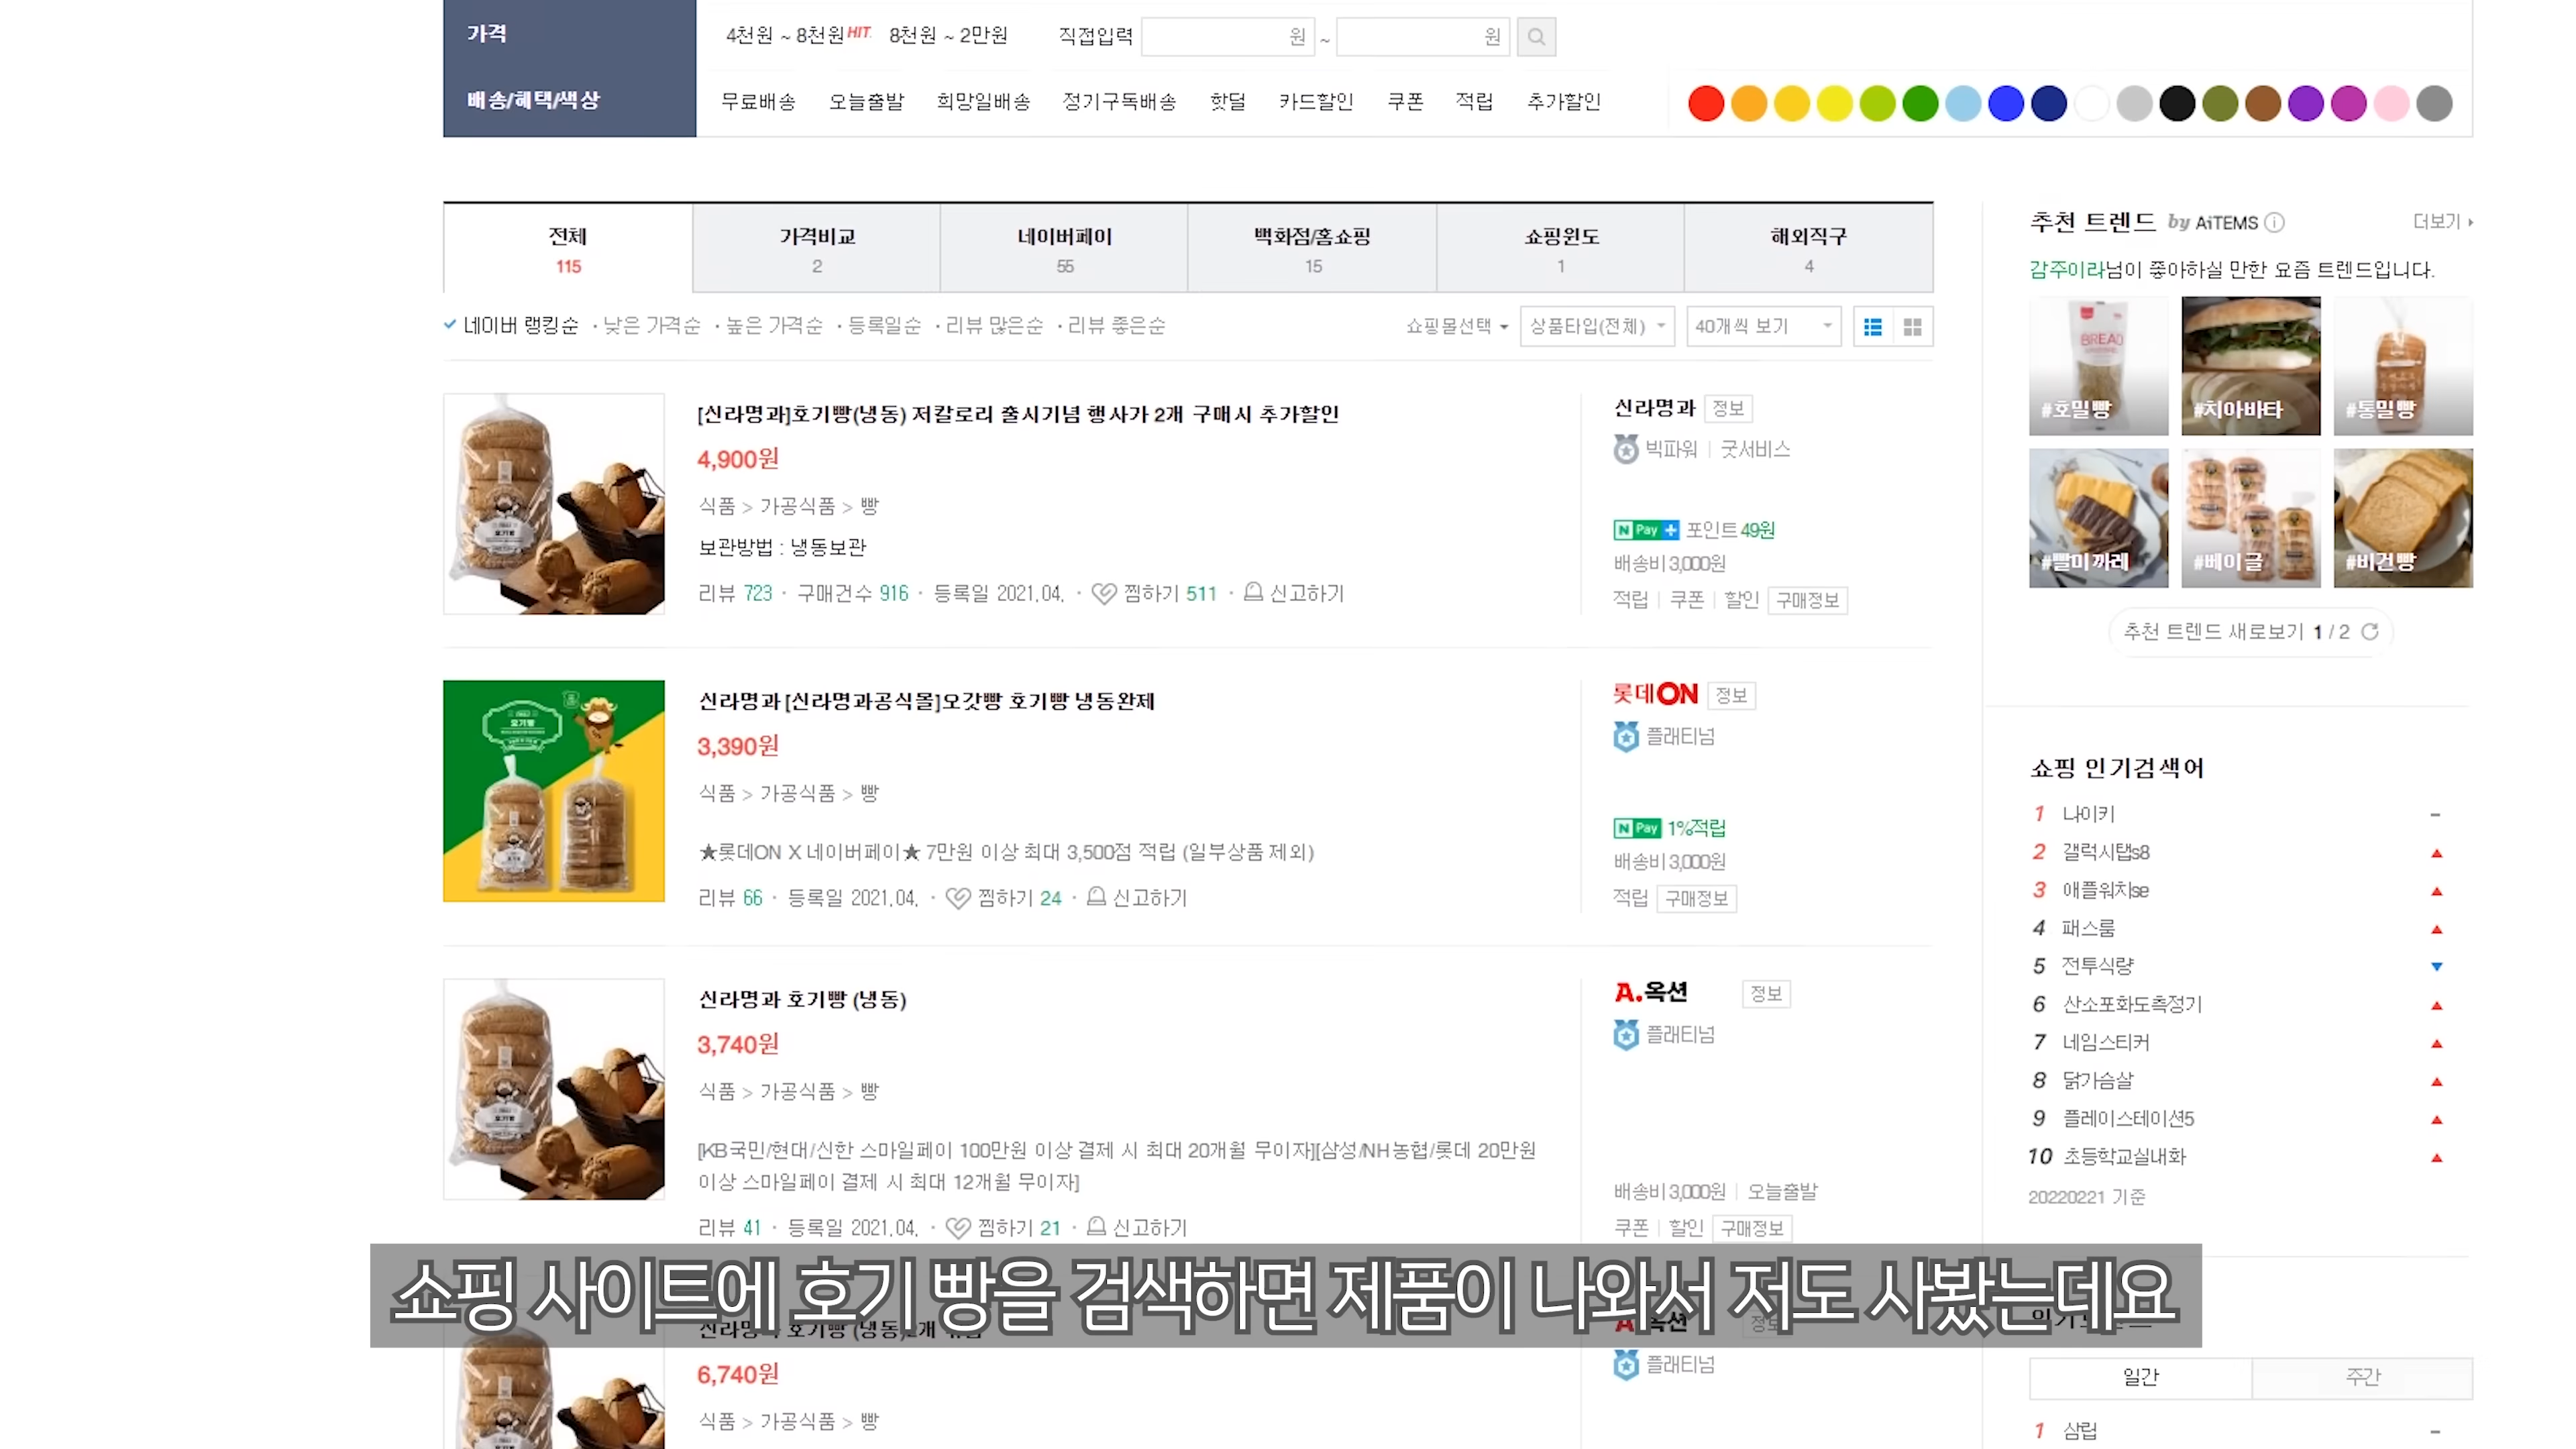 가격
4천원 ~ 8천원HIT 8천원 ~ 2만원 직접입력 원 ~ 원
배송/혜택/색상
무료배송 오늘출발 희망일배송 정기구독배송 핫딜 카드할인 쿠폰 적립 추가할인
전체 가격비교 네이버페이 백화점/홈쇼핑 쇼핑윈도 해외직구
115 2 55 15 1 4
네이버 랭킹순 · 낮은 가격순 · 높은 가격순 · 등록일순 · 리뷰 많은순 · 리뷰 좋은순
쇼핑몰선택 상품타입(전체) 40개씩 보기
[신라명과]호기빵(냉동) 저칼로리 출시기념 행사가 2개 구매시 추가할인
4,900원
식품 > 가공식품 > 빵
보관방법 : 냉동보관
리뷰 723 · 구매건수 916 · 등록일 2021.04. · 찜하기 511 · 신고하기
신라명과 정보
빅파워 | 굿서비스
N Pay + 포인트 49원
배송비 3,000원
적립 | 쿠폰 | 할인 구매정보
신라명과 [신라명과공식몰]오갓빵 호기빵 냉동완제
3,390원
식품 > 가공식품 > 빵
★롯데ON X 네이버페이★ 7만원 이상 최대 3,500점 적립 (일부상품 제외)
리뷰 66 · 등록일 2021.04. · 찜하기 24 · 신고하기
롯데ON 정보
플래티넘
N Pay 1%적립
배송비 3,000원
적립 구매정보
신라명과 호기빵 (냉동)
3,740원
식품 > 가공식품 > 빵
[KB국민/현대/신한 스마일페이 100만원 이상 결제 시 최대 20개월 무이자][삼성/NH농협/롯데 20만원
이상 스마일페이 결제 시 최대 12개월 무이자]
리뷰 41 · 등록일 2021.04. · 찜하기 21 · 신고하기
A.옥션 정보
플래티넘
배송비 3,000원 | 오늘출발
쿠폰 | 할인 구매정보
쇼핑 사이트에 호기 빵을 검색하면 제품이 나와서 저도 사봤는데요
6,740원
식품 > 가공식품 > 빵
플래티넘
추천 트렌드 by AiTEMS 더보기
감주이라님이 좋아하실 만한 요즘 트렌드입니다.
BREAD
#호밀빵 #치아바타 #통밀빵
#빨미까레 #베이글 #비건빵
추천 트렌드 새로보기 1 / 2
쇼핑 인기검색어
1 나이키
2 갤럭시탭s8
3 애플워치se
4 패스룸
5 전투식량
6 산소포화도측정기
7 네임스티커
8 닭가슴살
9 플레이스테이션5
10 초등학교실내화
20220221 기준
일간 주간
1 삼립